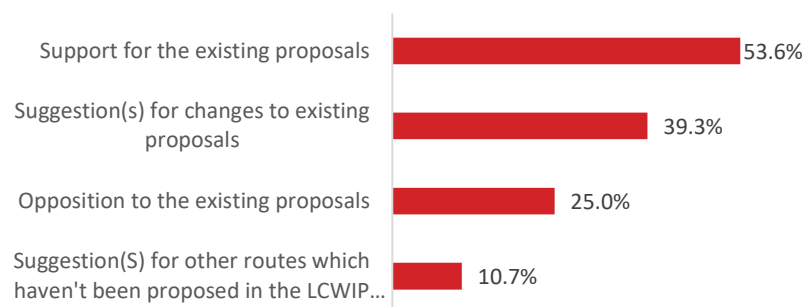 Support for the existing proposals
53.6%
Suggestion(s) for changes to existing
proposals
39.3%
Opposition to the existing proposals
25.0%
Suggestion(S) for other routes which
haven't been proposed in the LCWIP...
10.7%